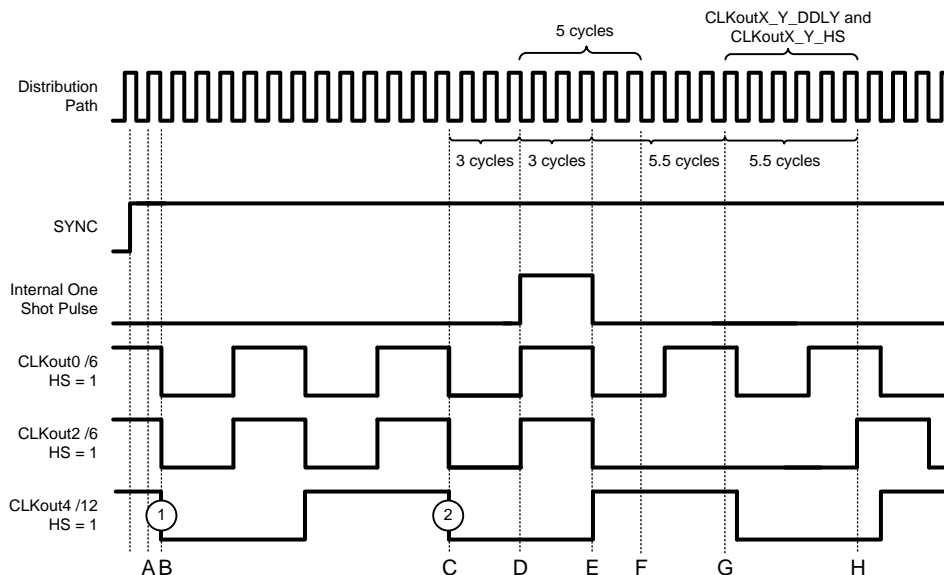 CLKoutX_Y_DDLY and
CLKoutX_Y_HS
5 cycles
Distribution
Path
3 cycles
3 cycles
5.5 cycles
5.5 cycles
SYNC
Internal One
Shot Pulse
CLKout0 /6
HS = 1
CLKout2 /6
HS = 1
CLKout4 /12
HS = 1
1
2
A B C D E F G H